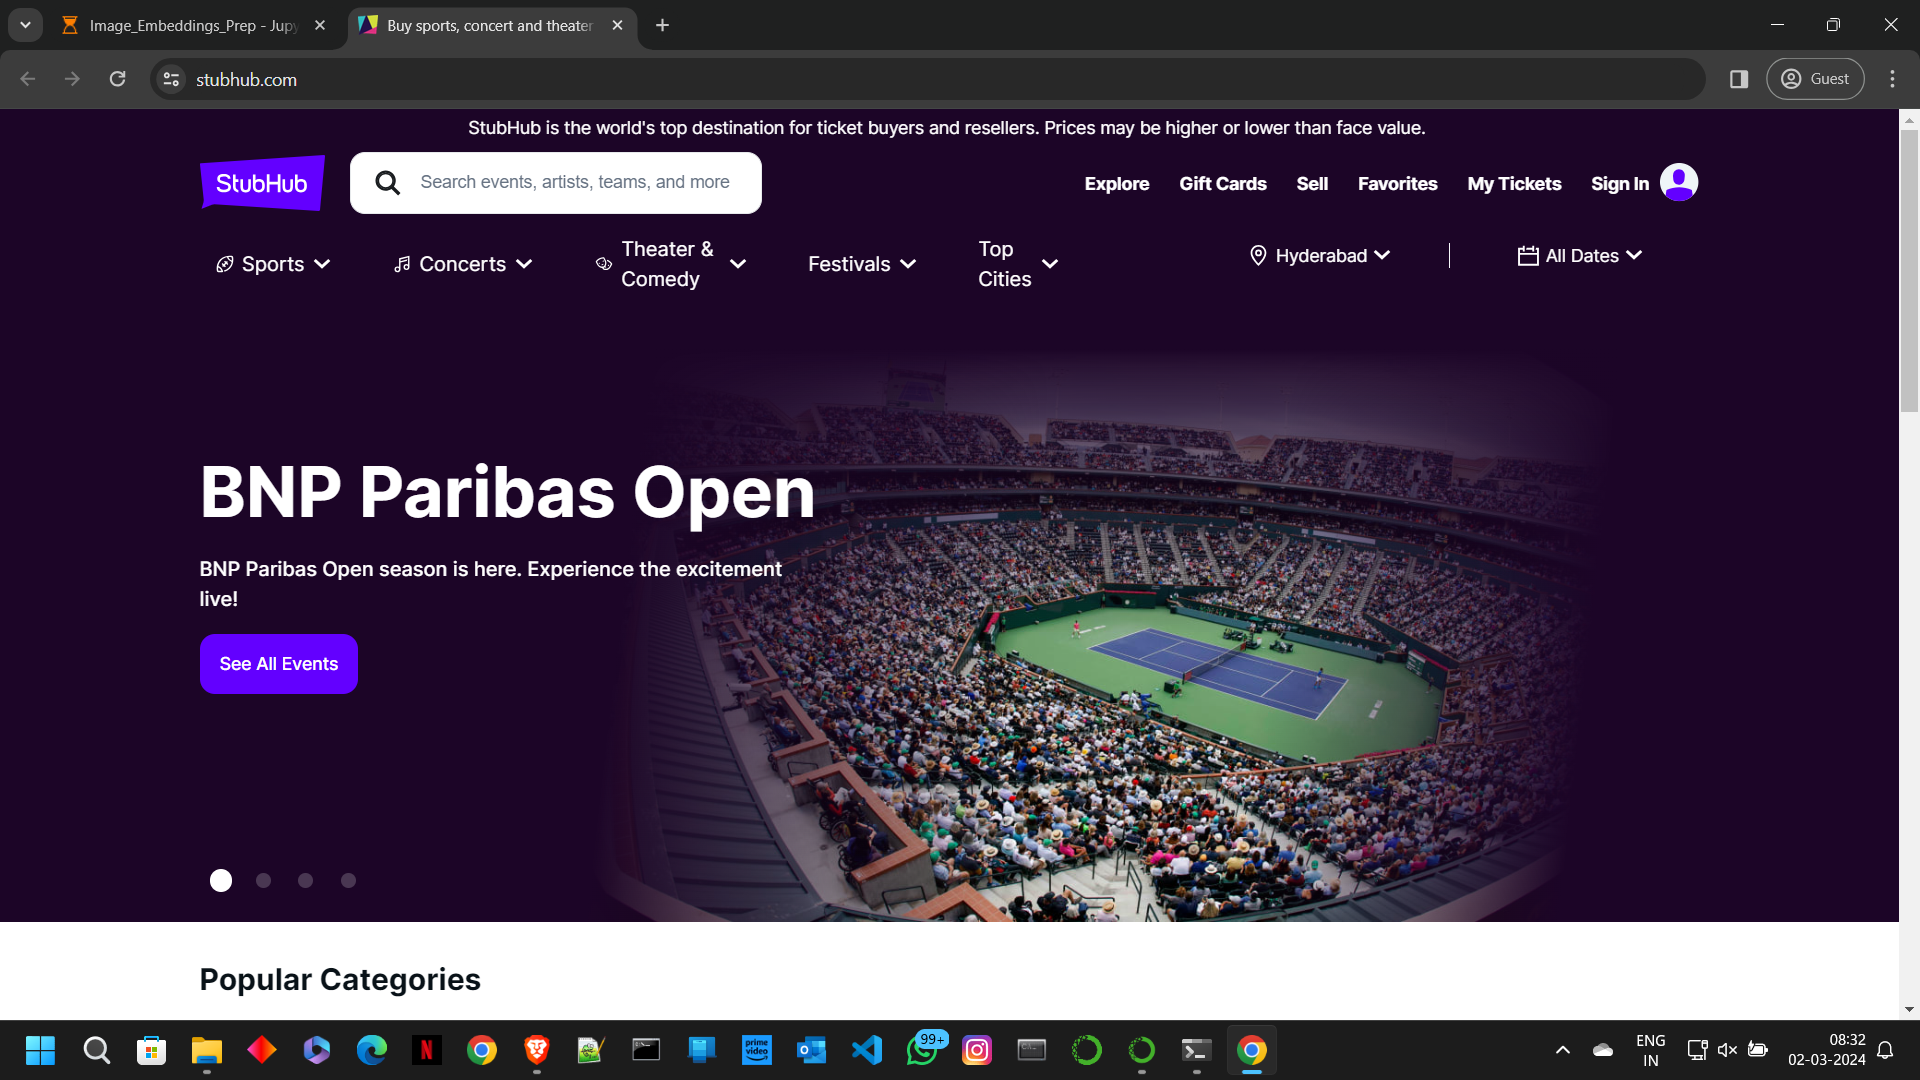 Image_Embeddings_Prep - Jupy
Buy sports, concert and theater
stubhub.com
Guest
StubHub is the world's top destination for ticket buyers and resellers. Prices may be higher or lower than face value.
StubHub
Search events, artists, teams, and more
Explore
Gift Cards
Sell
Favorites
My Tickets
Sign In
Sports
Concerts
Theater &
Comedy
Festivals
Top
Cities
Hyderabad
All Dates
BNP Paribas Open
BNP Paribas Open season is here. Experience the excitement
live!
See All Events
Popular Categories
N
prime
video
99+
ENG
IN
08:32
02-03-2024